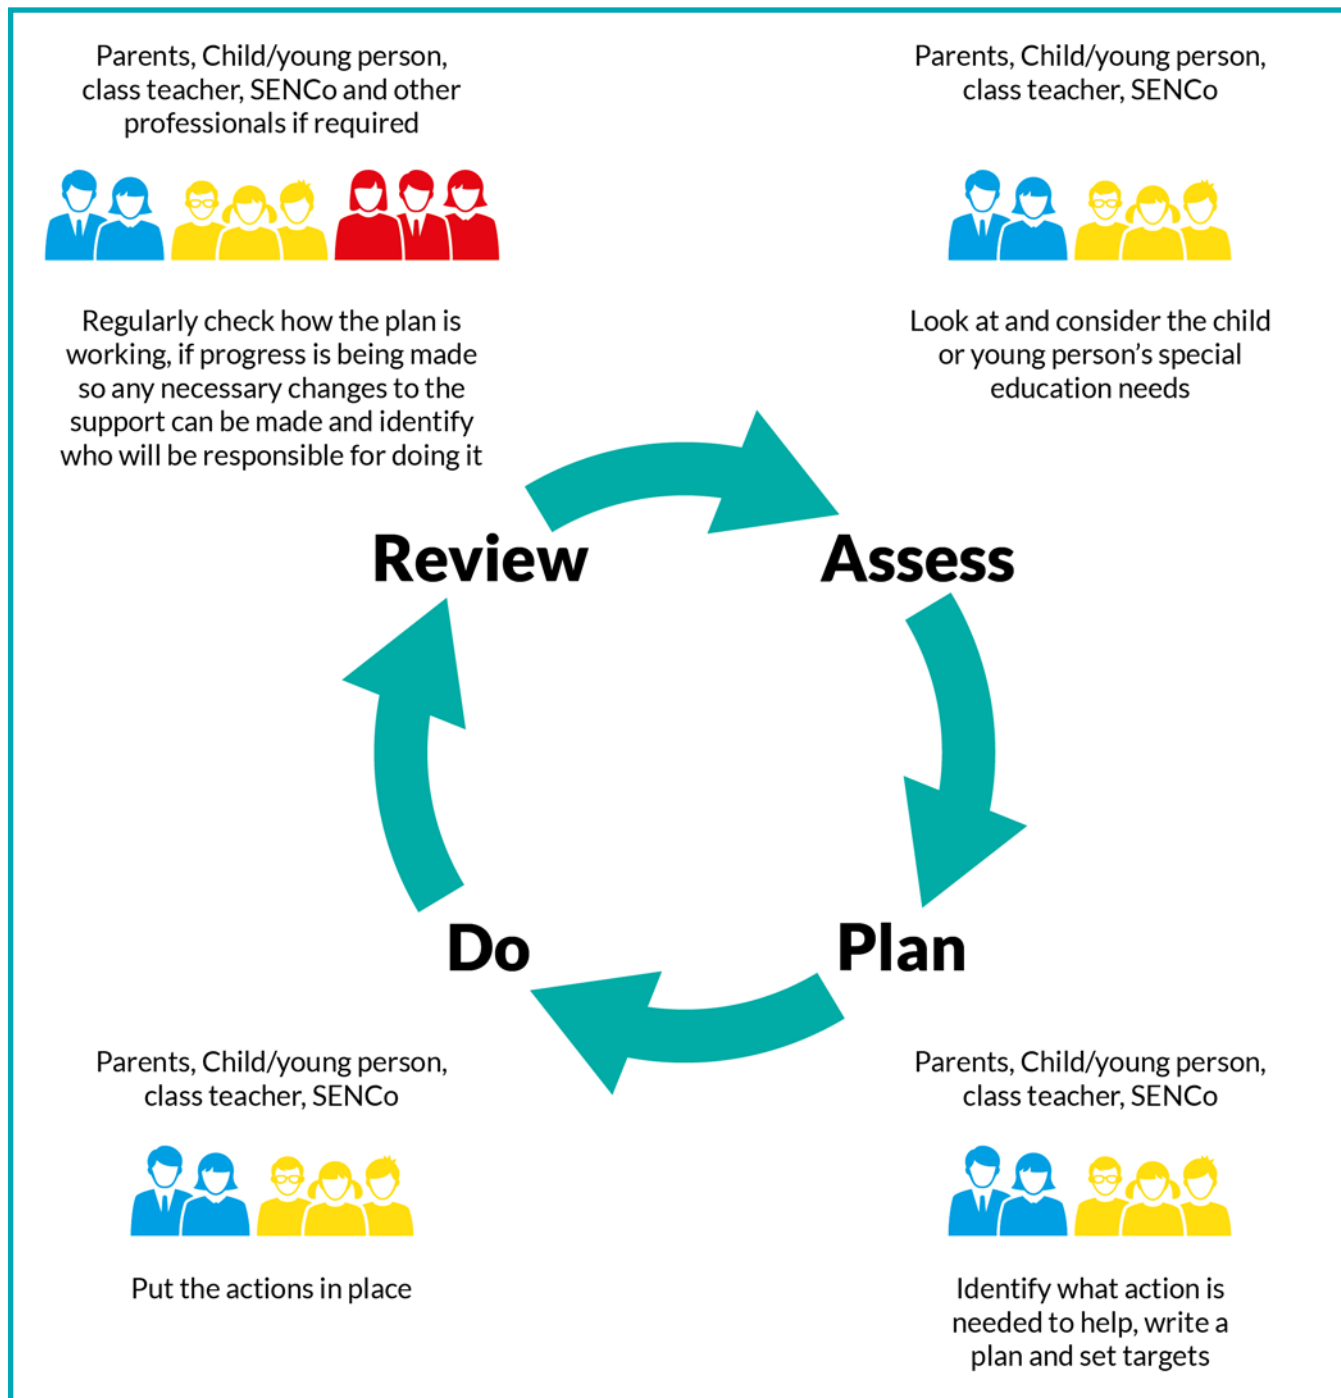 Parents, Child/young person,
class teacher, SENCo and other
professionals if required
Regularly check how the plan is
working, if progress is being made
so any necessary changes to the
support can be made and identify
who will be responsible for doing it
Parents, Child/young person,
class teacher, SENCo
Look at and consider the child
or young person’s special
education needs
Review
Assess
Do
Plan
Parents, Child/young person,
class teacher, SENCo
Put the actions in place
Parents, Child/young person,
class teacher, SENCo
Identify what action is
needed to help, write a
plan and set targets